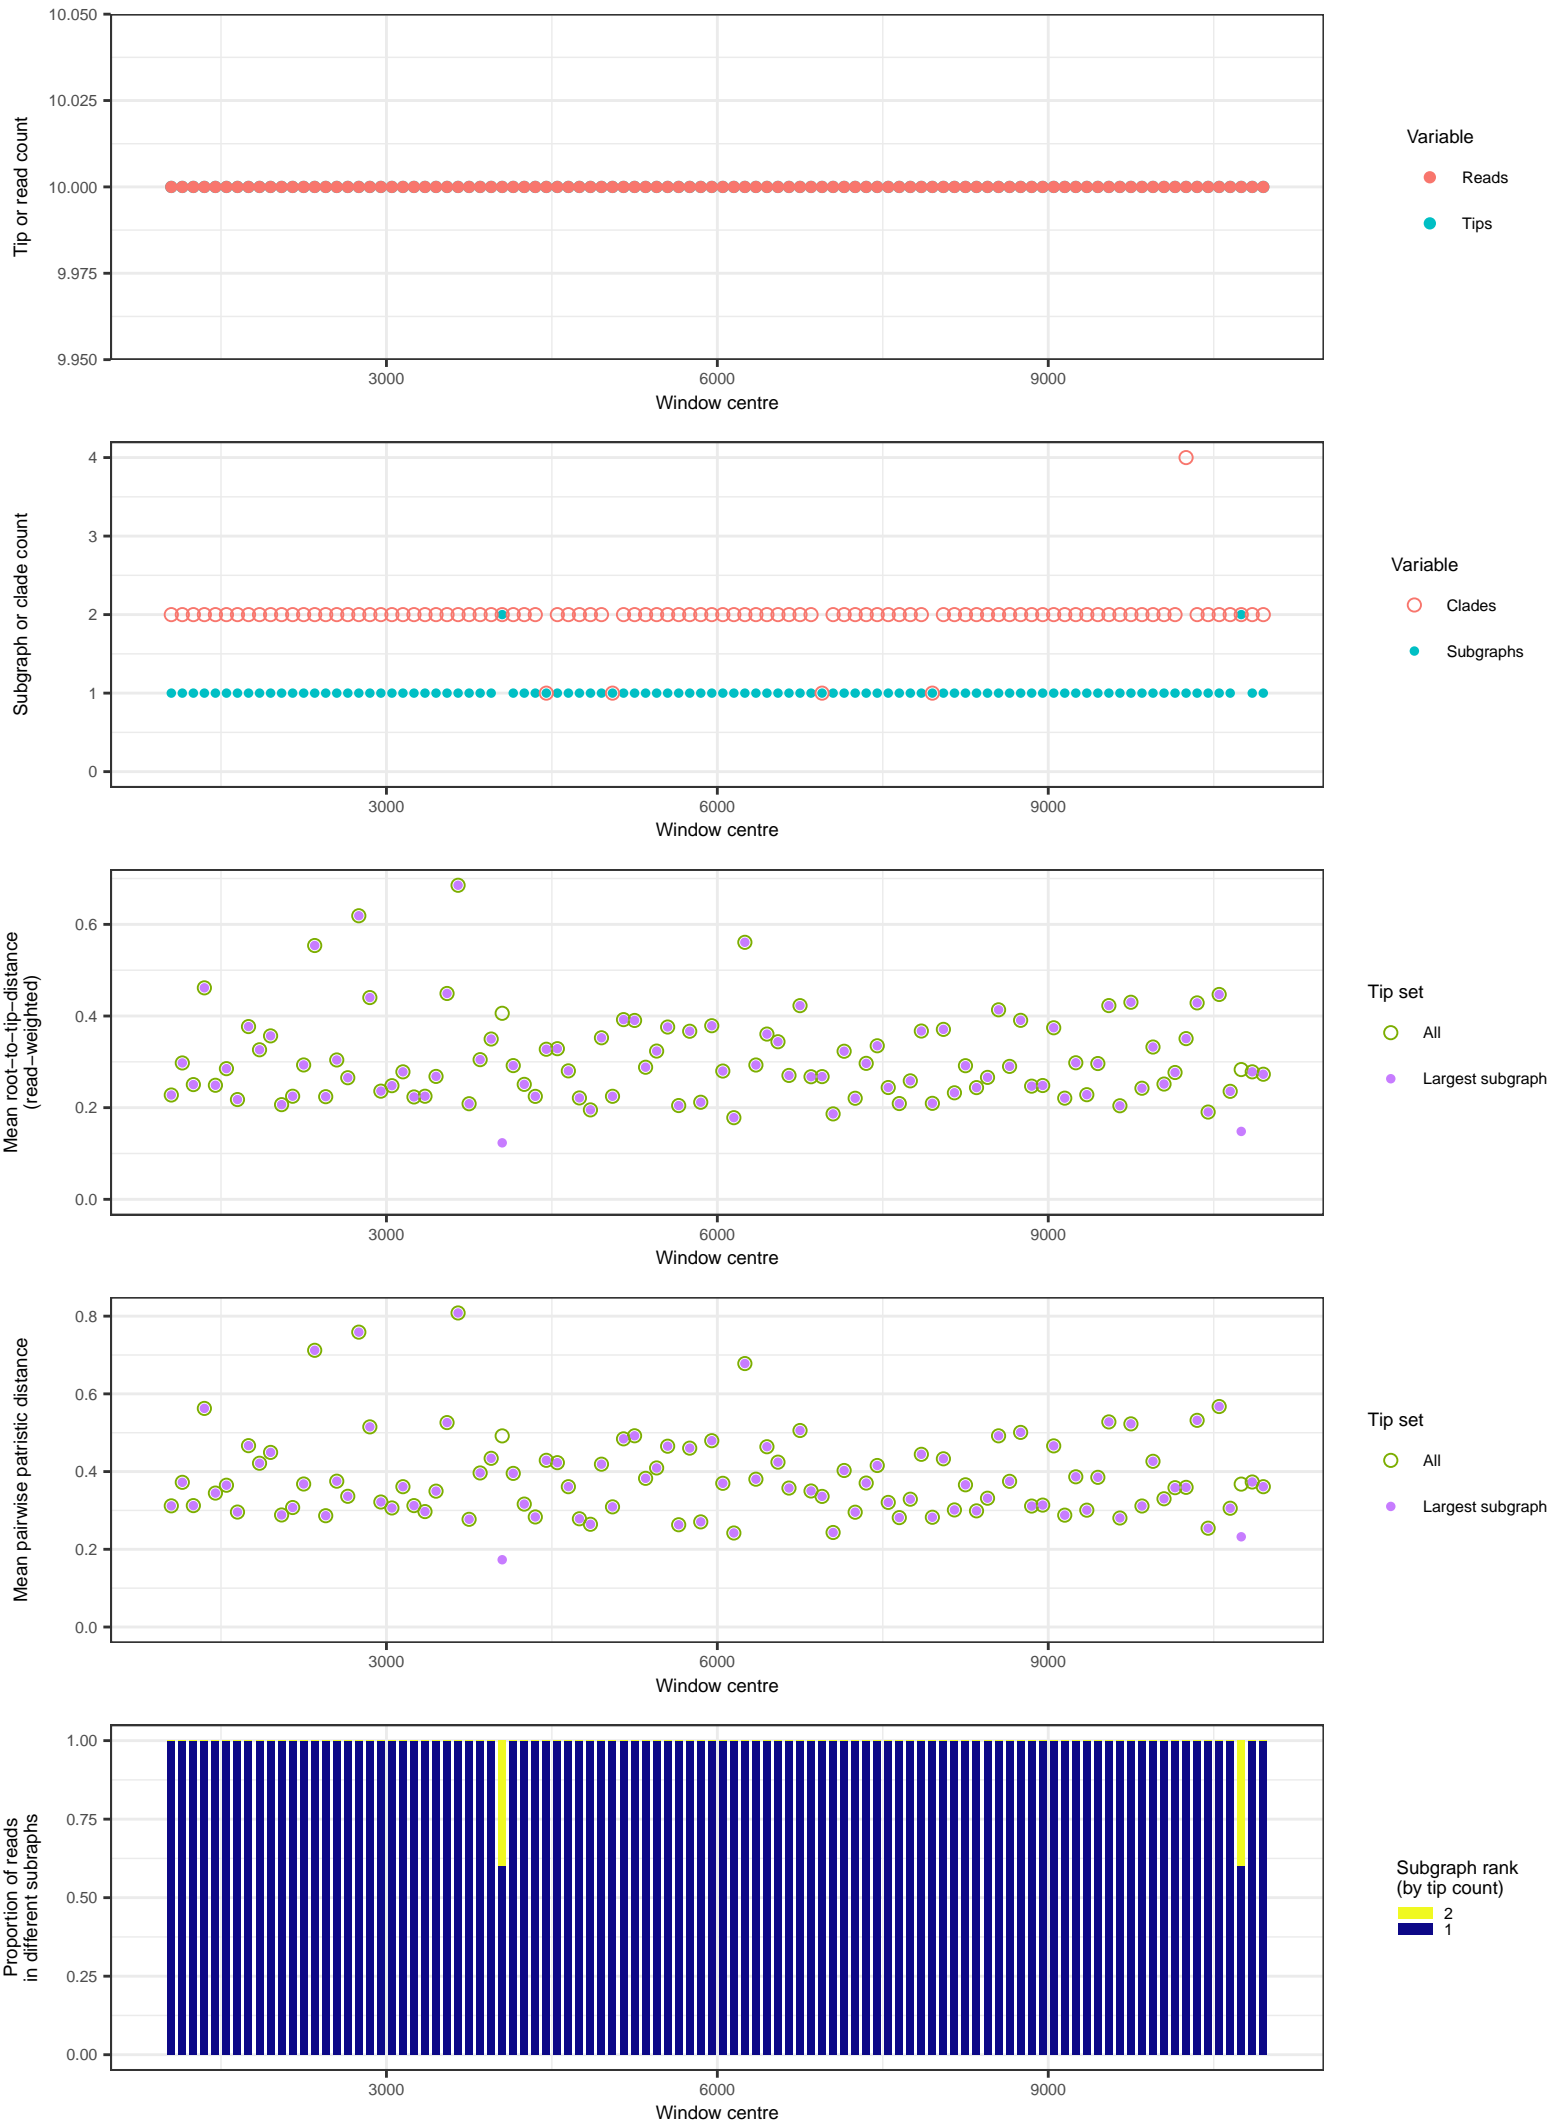 10.050
10.025
10.000
9.975
9.950
Tip or read count
3000
6000
9000
Window centre
Variable
Reads
Tips
4
3
2
1
0
Subgraph or clade count
3000
6000
9000
Window centre
Variable
Clades
Subgraphs
0.6
0.4
0.2
0.0
Mean root−to−tip−distance
(read−weighted)
3000
6000
9000
Window centre
Tip set
All
Largest subgraph
0.8
0.6
0.4
0.2
0.0
Mean pairwise patristic distance
3000
6000
9000
Window centre
Tip set
All
Largest subgraph
1.00
0.75
0.50
0.25
0.00
Proportion of reads
in different subraphs
3000
6000
9000
Window centre
Subgraph rank
(by tip count)
2
1